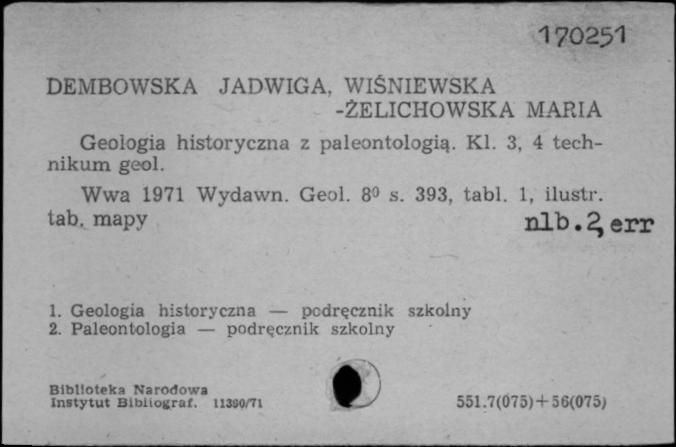 170251
DEMBOWSKA JADWIGA, WIŚNIEWSKA
-ŻELICHOWSKA MARIA
Geologia historyczna z paleontologią. Kl. 3, 4 tech-
nikum geol.
Wwa 1971 Wydawn. Geol. 8⁰ s. 393, tabl. 1, ilustr.
tab. mapy nlb. 2, err
1. Geologia historyczna — podręcznik szkolny
2. Paleontologia — podręcznik szkolny
Biblioteka Narodowa
Instytut Bibliograf. 11390/71 551.7(075)+56(075)